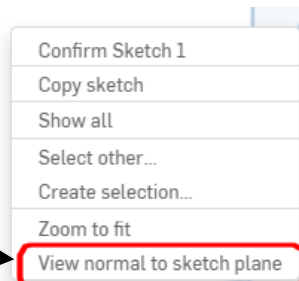 Confirm Sketch 1
Copy sketch
Show all
Select other...
Create selection...
Zoom to fit
View normal to sketch plane